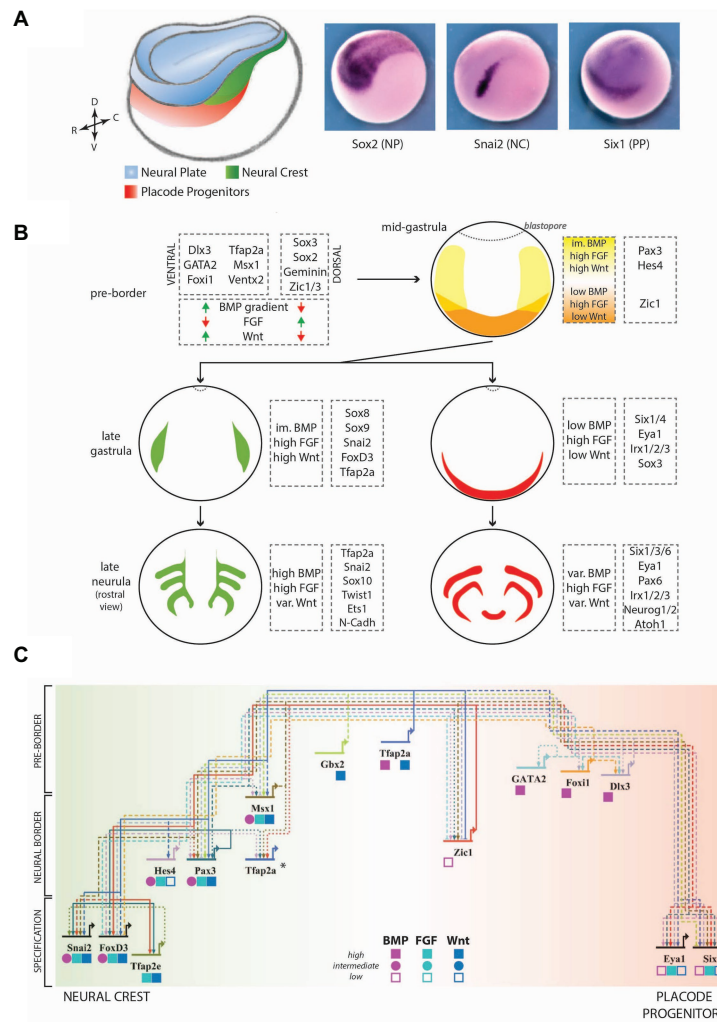 A
D
R
C
V
Neural Plate
Neural Crest
Placode Progenitors
Sox2 (NP)
Snai2 (NC)
Six1 (PP)
B
pre-border
VENTRAL
Dlx3
GATA2
Foxi1
Tfap2a
Msx1
Ventx2
Sox3
Sox2
Geminin
Zic1/3
DORSAL
BMP gradient
FGF
Wnt
mid-gastrula
blastopore
im. BMP
high FGF
high Wnt
low BMP
high FGF
low Wnt
Pax3
Hes4
Zic1
late
gastrula
im. BMP
high FGF
high Wnt
Sox8
Sox9
Snai2
FoxD3
Tfap2a
low BMP
high FGF
low Wnt
Six1/4
Eya1
Irx1/2/3
Sox3
late
neurula
(rostral
view)
high BMP
high FGF
var. Wnt
Tfap2a
Snai2
Sox10
Twist1
Ets1
N-Cadh
var. BMP
high FGF
var. Wnt
Six1/3/6
Eya1
Pax6
Irx1/2/3
Neurog1/2
Atoh1
C
PRE-BORDER
NEURAL BORDER
SPECIFICATION
Gbx2
Tfap2a
GATA2
Foxi1
Dlx3
Msx1
Hes4
Pax3
Tfap2a
*
Zic1
Snai2
FoxD3
Tfap2e
BMP FGF Wnt
high
intermediate
low
Eya1
Six
NEURAL CREST
PLACODE
PROGENITOR